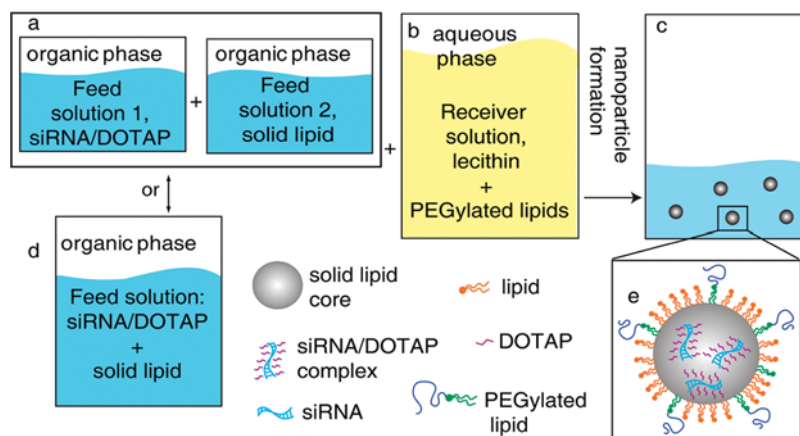 a
organic phase
Feed
solution 1,
siRNA/DOTAP
+
organic phase
Feed
solution 2,
solid lipid
+
b
aqueous
phase
Receiver
solution,
lecithin
+
PEGylated lipids
nanoparticle
formation
c
or
d
organic phase
Feed solution:
siRNA/DOTAP
+
solid lipid
solid lipid
core
lipid
siRNA/DOTAP
complex
DOTAP
siRNA
PEGylated
lipid
e